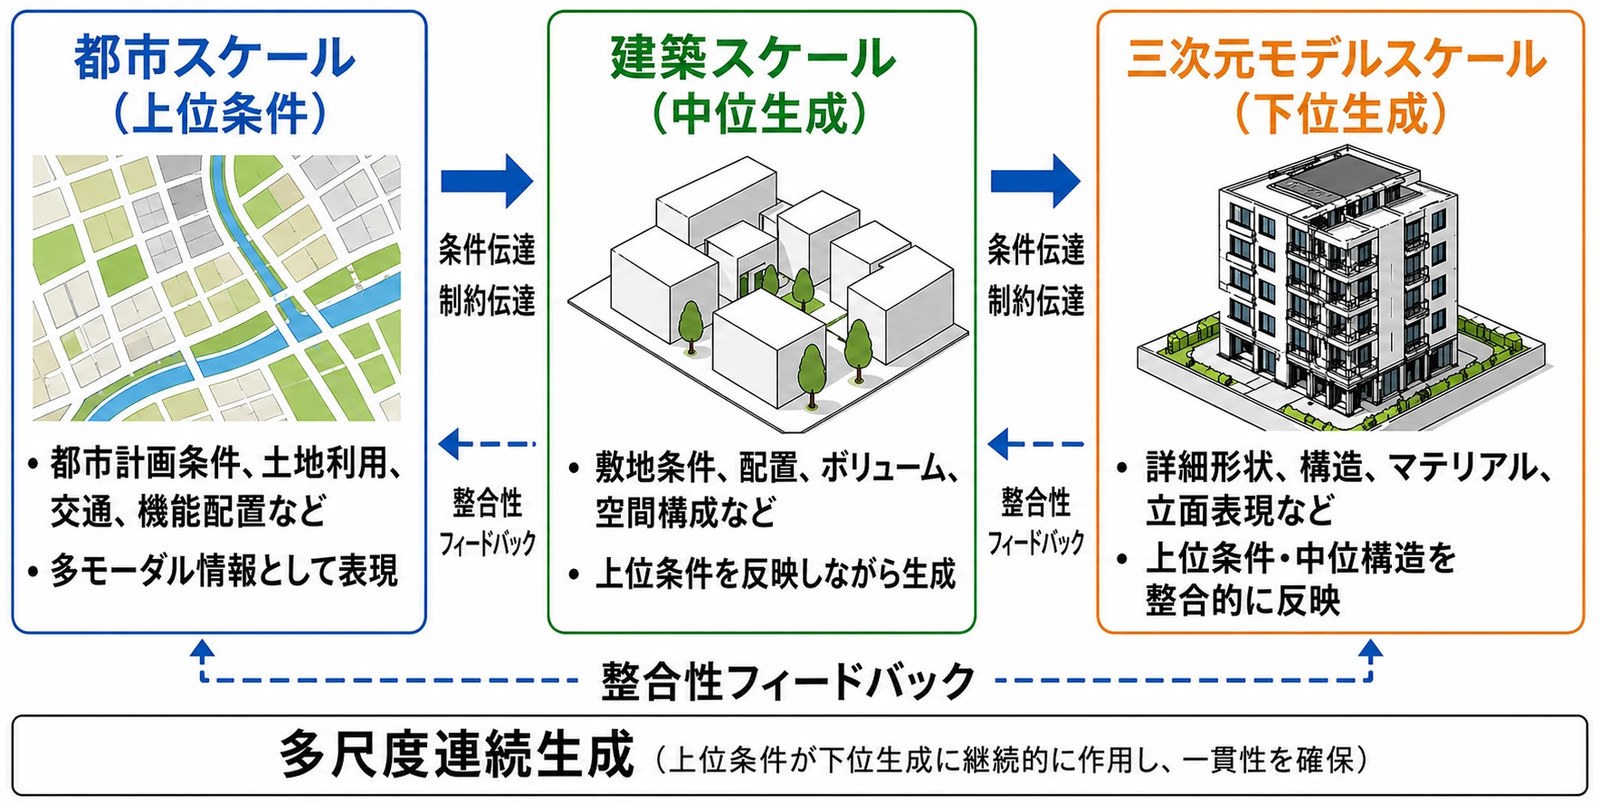 都市スケール
（上位条件）
・都市計画条件、土地利用、
交通、機能配置など
・多モーダル情報として表現
条件伝達
制約伝達
整合性
フィードバック
建築スケール
（中位生成）
・敷地条件、配置、ボリューム、
空間構成など
・上位条件を反映しながら生成
条件伝達
制約伝達
整合性
フィードバック
三次元モデルスケール
（下位生成）
・詳細形状、構造、マテリアル、
立面表現など
・上位条件・中位構造を
整合的に反映
整合性フィードバック
多尺度連続生成（上位条件が下位生成に継続的に作用し、一貫性を確保）